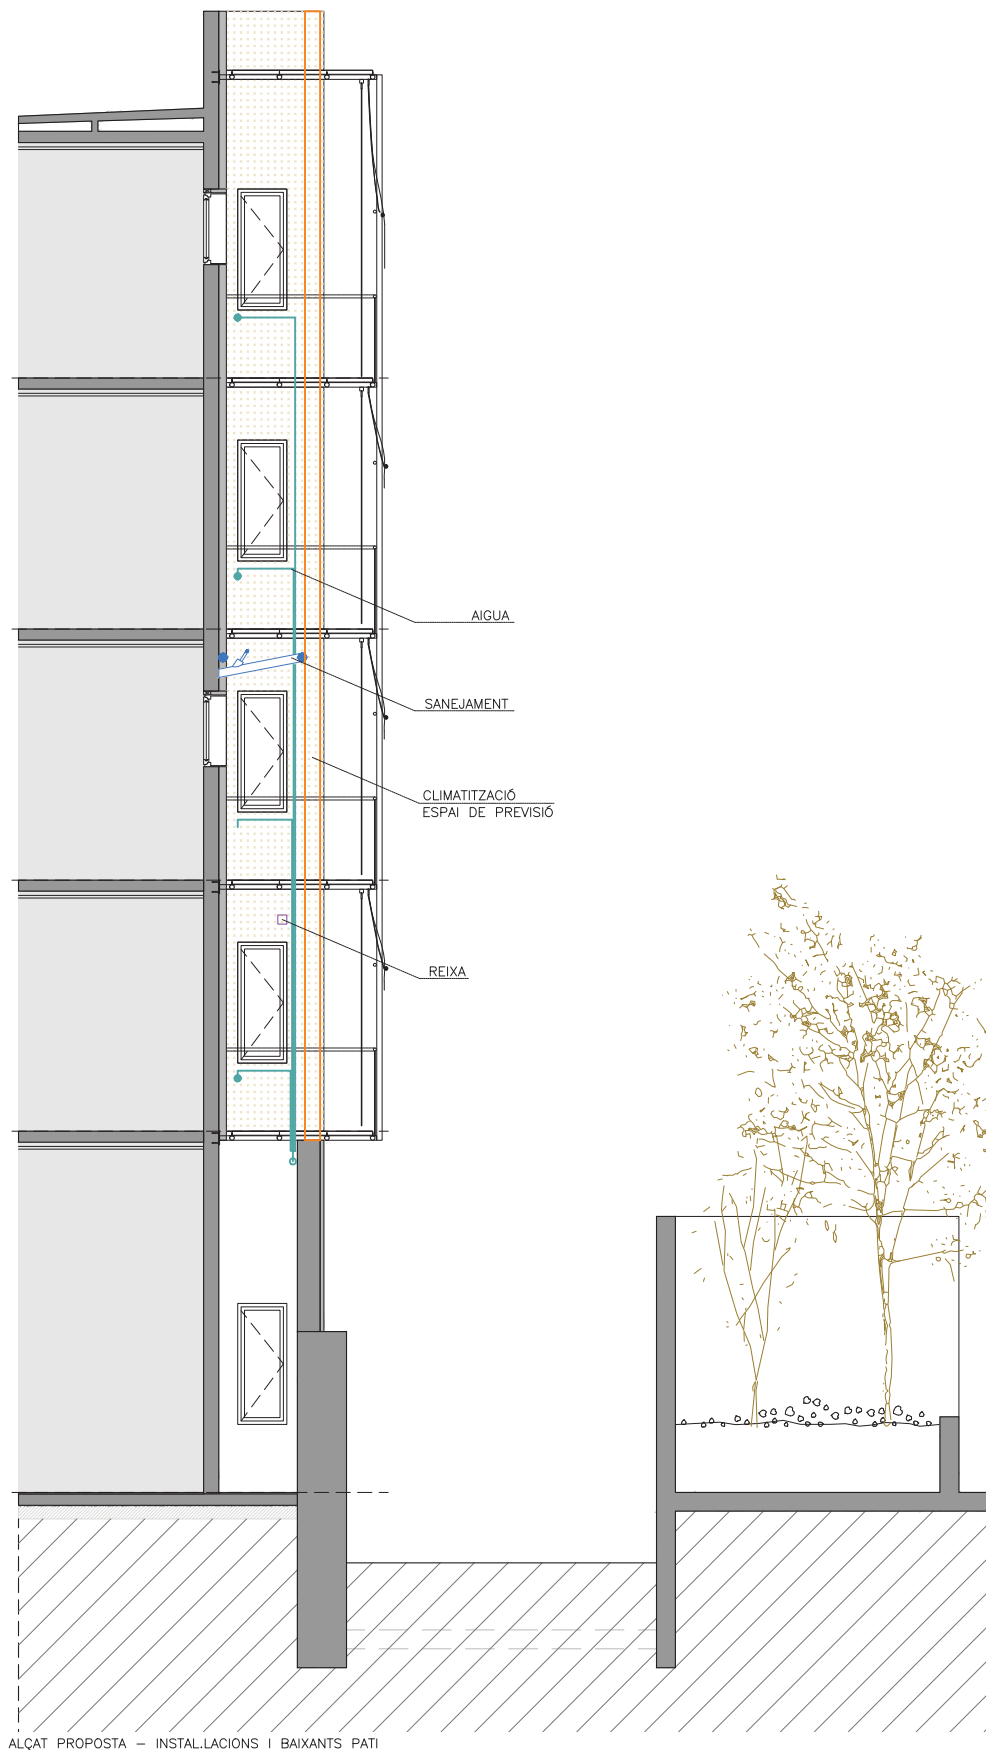 AIGUA
SANEJAMENT
CLIMATITZACIÓ
ESPAI DE PREVISIÓ
REIXA
ALÇAT PROPOSTA – INSTAL.LACIONS I BAIXANTS PATI